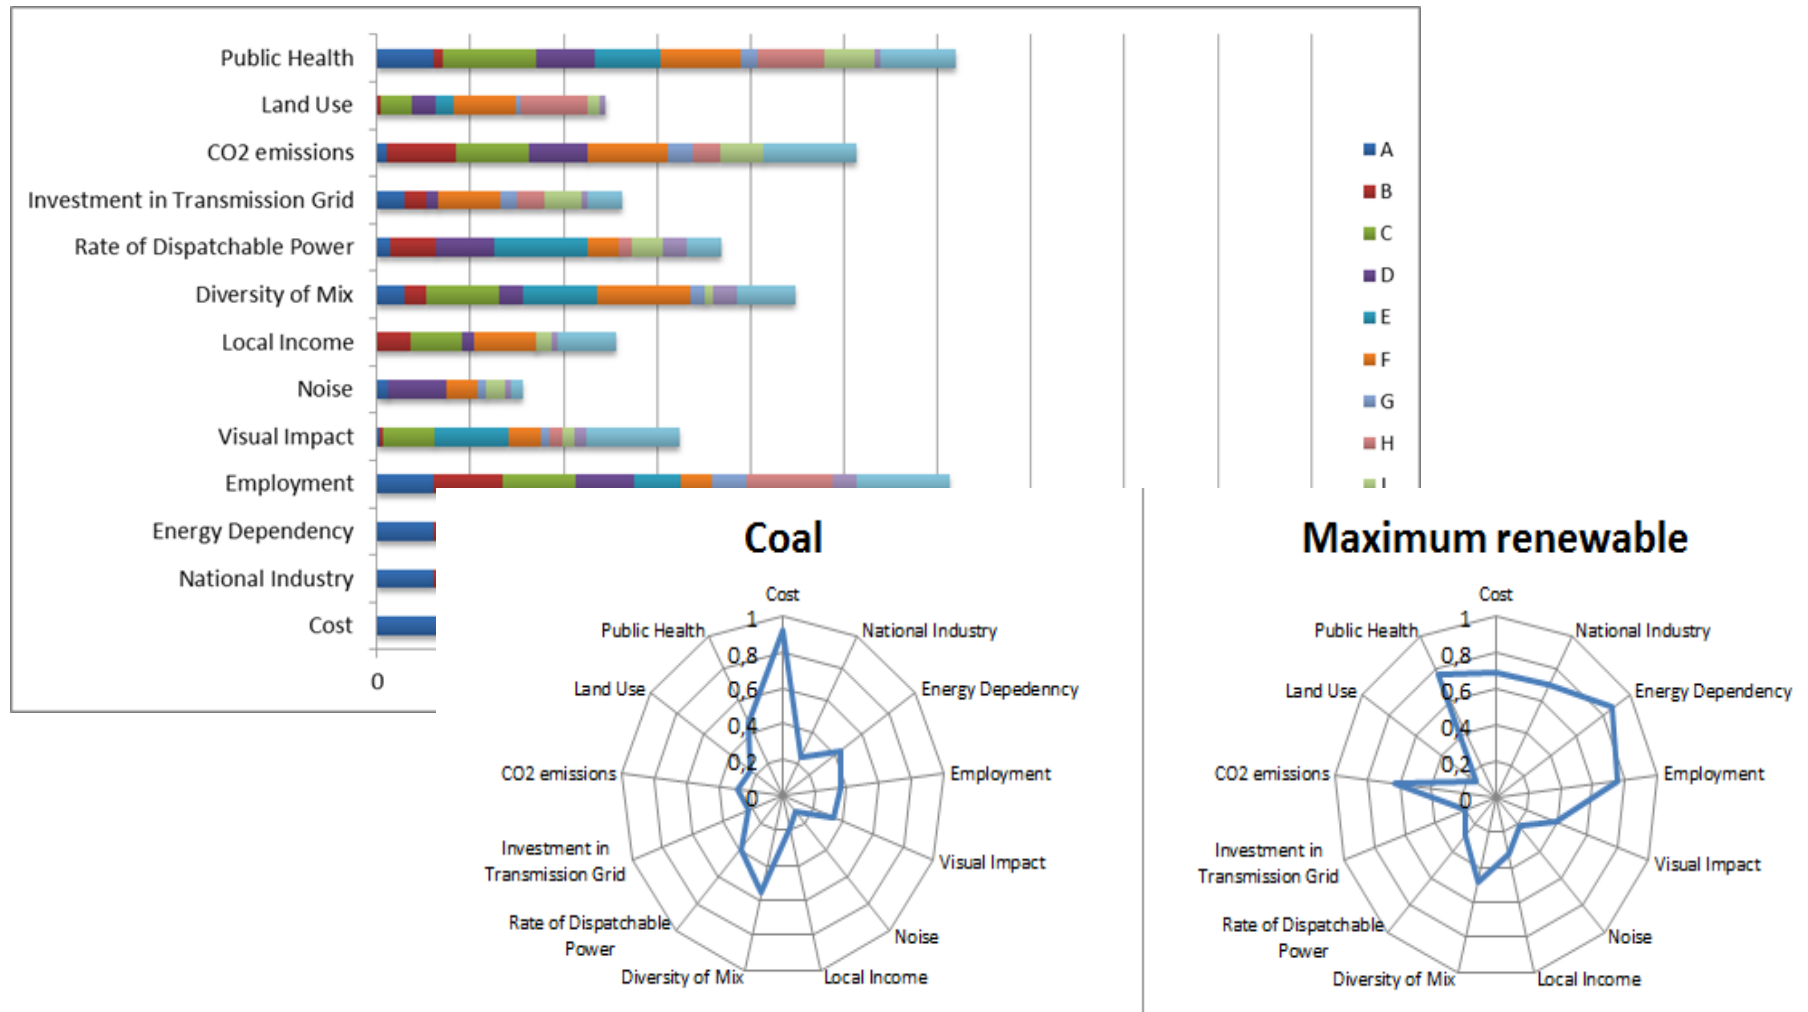 Public Health
Land Use
CO2 emissions
Investment in Transmission Grid
Rate of Dispatchable Power
Diversity of Mix
Local Income
Noise
Visual Impact
Employment
Energy Dependency
National Industry
Cost
0
A
B
C
D
E
F
G
H
Coal
Cost
1
Public Health
National Industry
0,8
Land Use
0,6
Energy Depedenncy
0,4
CO2 emissions
0,2
Employment
0
Investment in
Transmission Grid
Visual Impact
Rate of Dispatchable
Power
Noise
Diversity of Mix
Local Income
Maximum renewable
Cost
1
Public Health
National Industry
0,8
Land Use
0,6
Energy Dependency
0,4
CO2 emissions
0,2
Employment
0
Investment in
Transmission Grid
Visual Impact
Rate of Dispatchable
Power
Noise
Diversity of Mix
Local Income